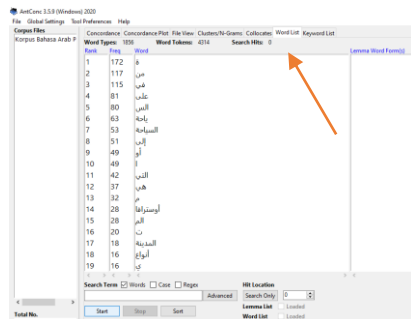 AntConc 3.5.9 (Windows) 2020
File Global Settings Tool Preferences Help
Corpus Files
Korpus Bahasa Arab P
Concordance Concordance Plot File View Clusters/N-Grams Collocates Word List Keyword List
Word Types: 1836 Word Tokens: 4314 Search Hits: 0
Rank Freq Word Lemma Word Form(s)
1 172 ة
2 117 من
3 115 في
4 81 على
5 80 الس
6 63 ياحة
7 53 السياحة
8 51 إلى
9 49 أو
10 49 ا
11 42 التي
12 37 هي
13 32 م
14 28 أوستراقا
15 28 الم
16 20 ت
17 18 المدينة
18 16 أنواع
19 16 ي
Search Term Words Case Regex Hit Location
Advanced Search Only 0
Start Stop Sort Lemma List Loaded
Word List Loaded
Total No.